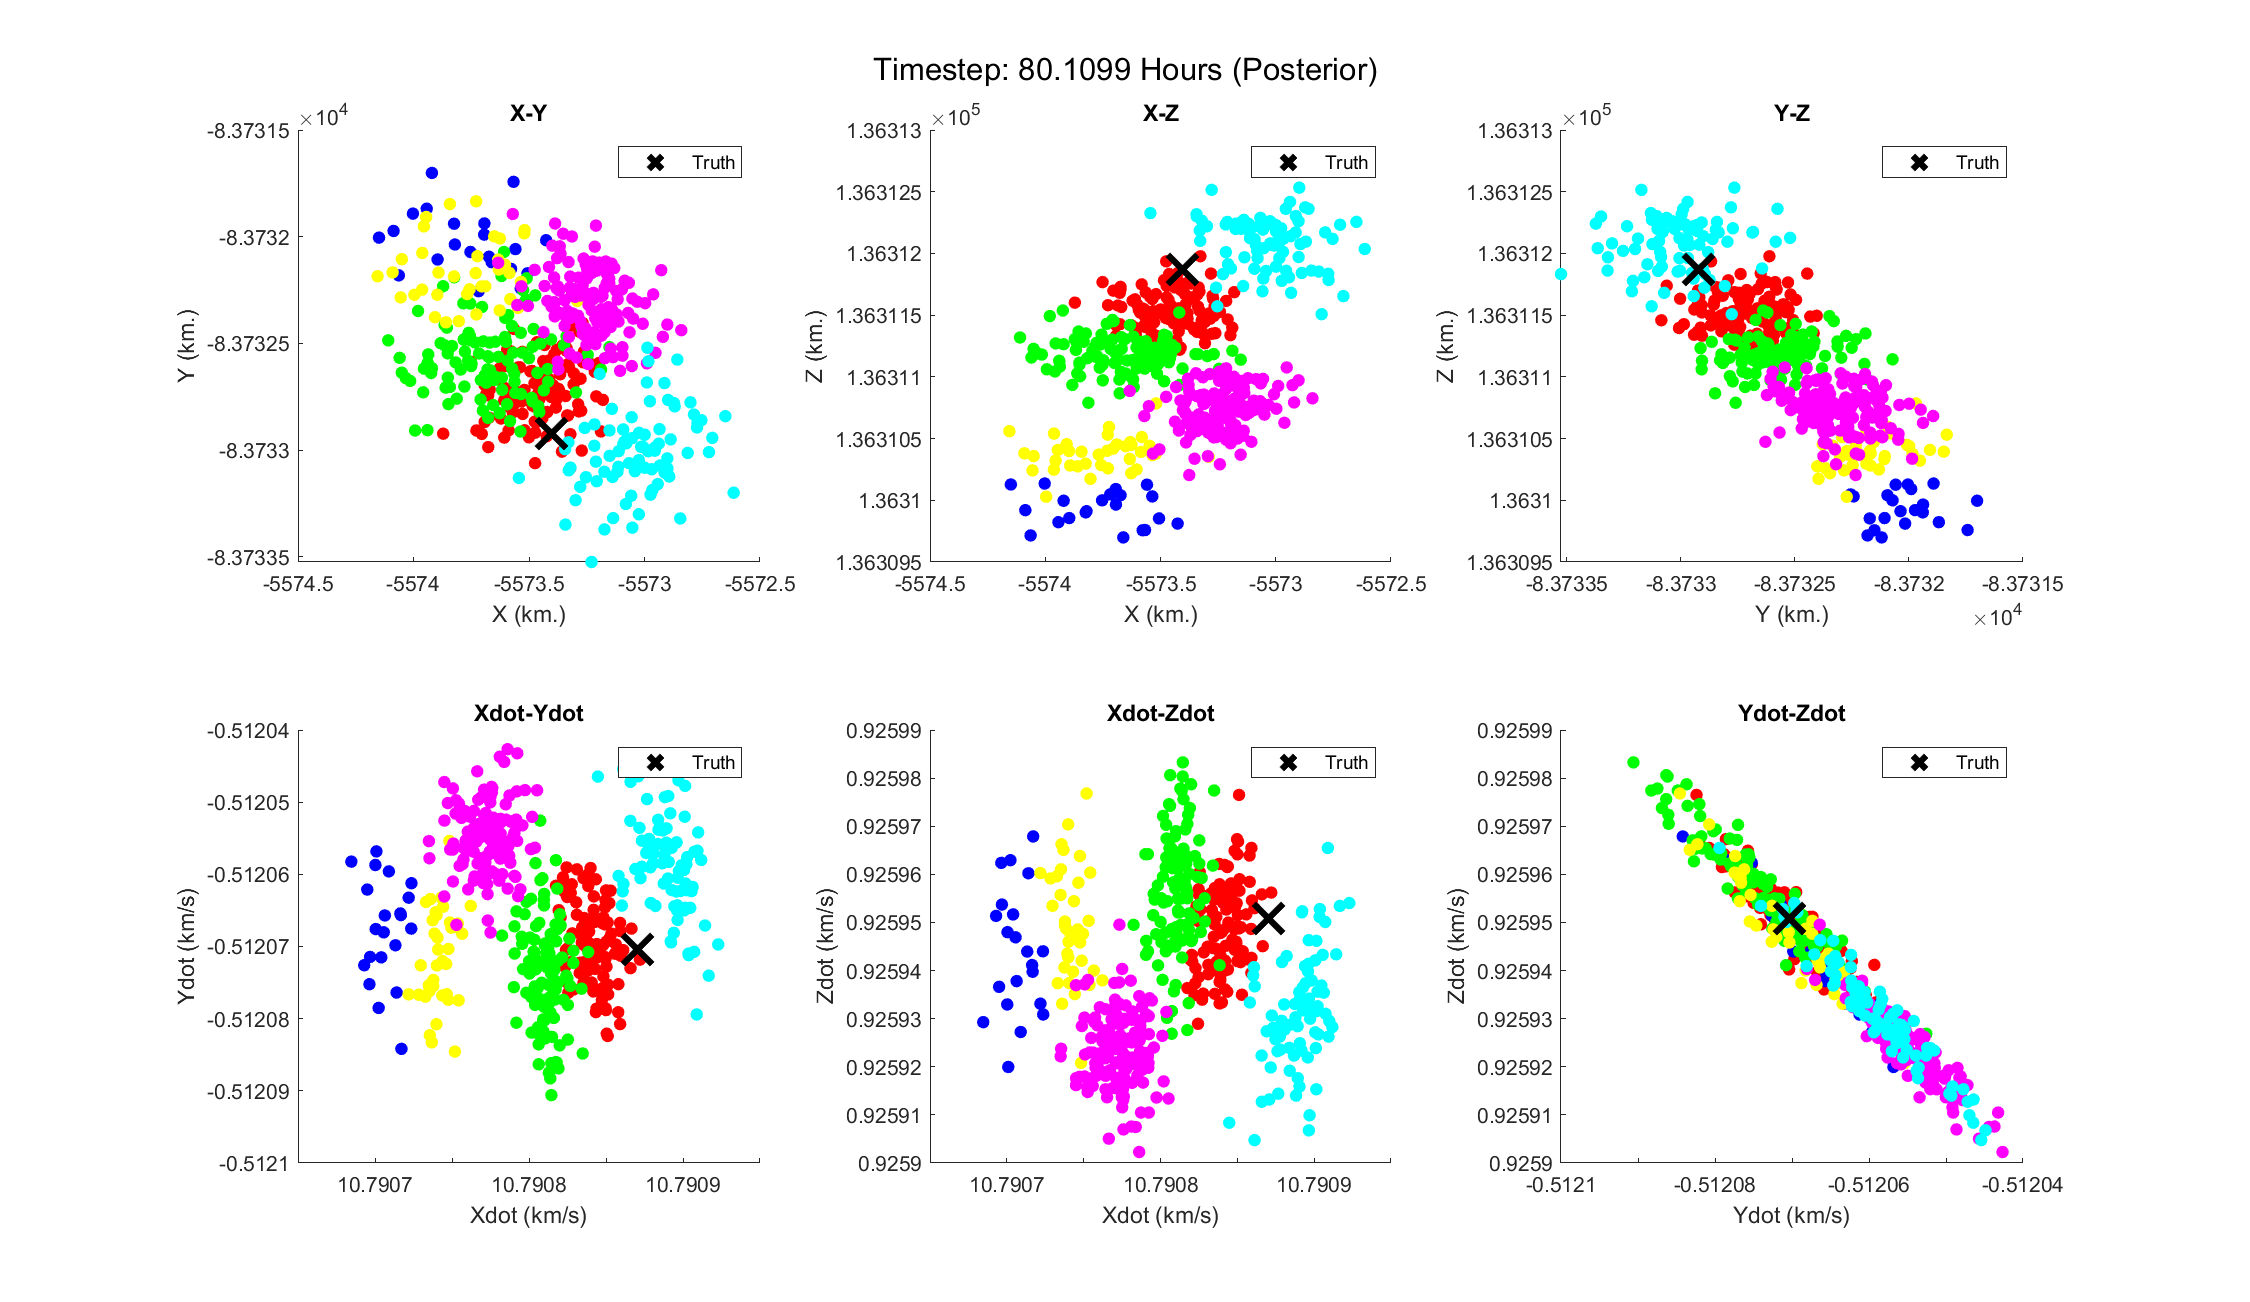 Timestep: 80.1099 Hours (Posterior)
X-Y
×10^4
-8.37315
-8.3732
-8.37325
-8.3733
-8.37335
Y (km.)
-5574.5 -5574 -5573.5 -5573 -5572.5
X (km.)
Truth
X-Z
×10^5
1.36313
1.363125
1.36312
1.363115
1.36311
1.363105
1.3631
1.363095
Z (km.)
-5574.5 -5574 -5573.5 -5573 -5572.5
X (km.)
Truth
Y-Z
×10^5
1.36313
1.363125
1.36312
1.363115
1.36311
1.363105
1.3631
1.363095
Z (km.)
-8.37335 -8.3733 -8.37325 -8.3732 -8.37315
Y (km.)
×10^4
Truth
Xdot-Ydot
-0.51204
-0.51205
-0.51206
-0.51207
-0.51208
-0.51209
-0.5121
Ydot (km/s)
10.7907 10.7908 10.7909
Xdot (km/s)
Truth
Xdot-Zdot
0.92599
0.92598
0.92597
0.92596
0.92595
0.92594
0.92593
0.92592
0.92591
0.9259
Zdot (km/s)
10.7907 10.7908 10.7909
Xdot (km/s)
Truth
Ydot-Zdot
0.92599
0.92598
0.92597
0.92596
0.92595
0.92594
0.92593
0.92592
0.92591
0.9259
Zdot (km/s)
-0.5121 -0.51208 -0.51206 -0.51204
Ydot (km/s)
Truth